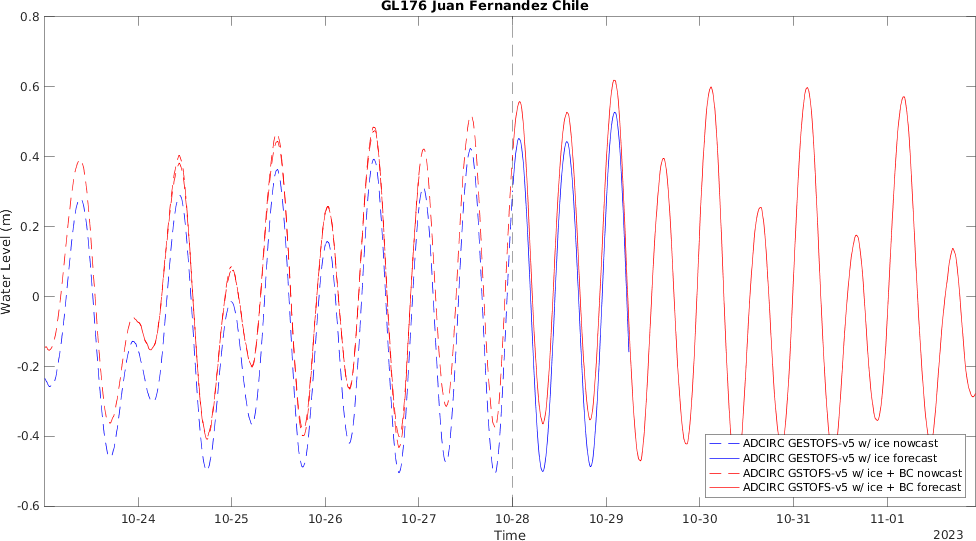 GL176 Juan Fernandez Chile
0.8
0.6
0.4
0.2
0
-0.2
-0.4
-0.6
Water Level (m)
ADCIRC GESTOFS-v5 w/ ice nowcast
ADCIRC GESTOFS-v5 w/ ice forecast
ADCIRC GSTOFS-v5 w/ ice + BC nowcast
ADCIRC GSTOFS-v5 w/ ice + BC forecast
10-24 10-25 10-26 10-27 10-28 10-29 10-30 10-31 11-01
Time
2023